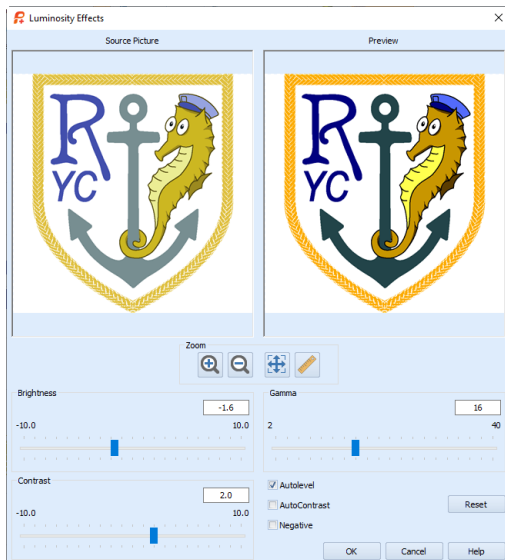 Luminosity Effects
Source Picture
Preview
R
YC
R
YC
Zoom
Brightness
-1.6
-10.0
10.0
Gamma
16
2
40
Contrast
2.0
-10.0
10.0
Autolevel
AutoContrast
Negative
Reset
OK
Cancel
Help